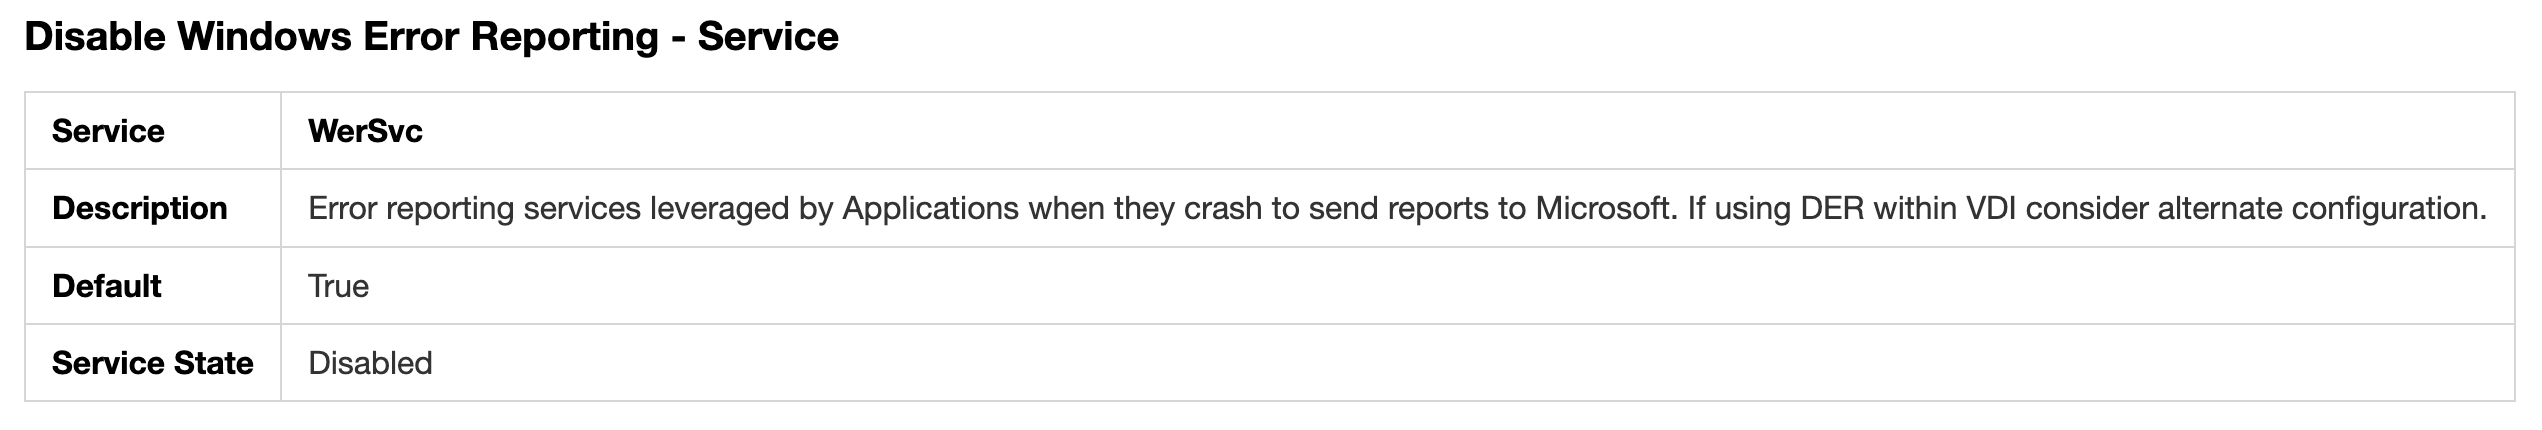 Disable Windows Error Reporting - Service
Service WerSvc
Description Error reporting services leveraged by Applications when they crash to send reports to Microsoft. If using DER within VDI consider alternate configuration.
Default True
Service State Disabled